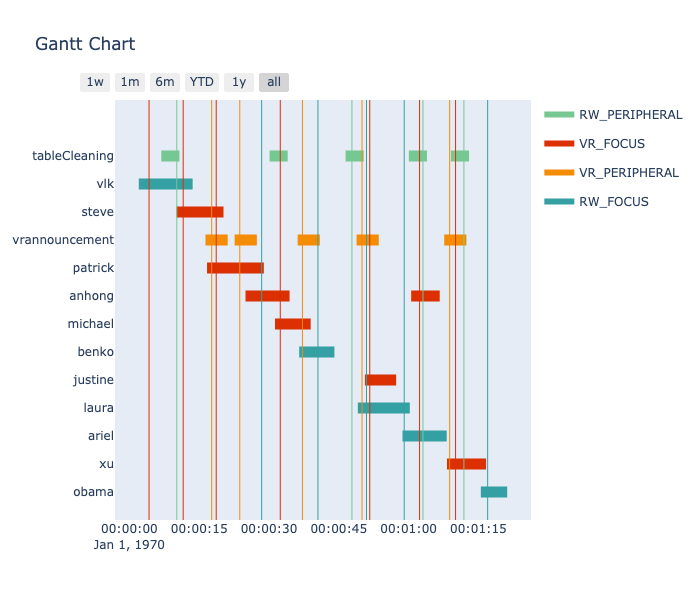 Gantt Chart
1w 1m 6m YTD 1y all
RW_PERIPHERAL
VR_FOCUS
VR_PERIPHERAL
RW_FOCUS
tableCleaning
vlk
steve
vrannouncement
patrick
anhong
michael
benko
justine
laura
ariel
xu
obama
00:00:00 00:00:15 00:00:30 00:00:45 00:01:00 00:01:15
Jan 1, 1970